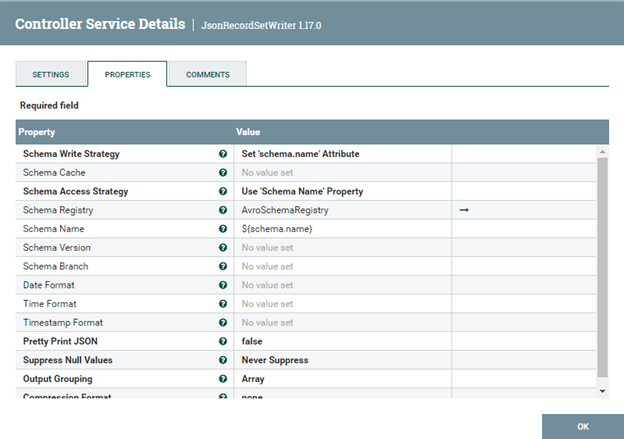 Controller Service Details | JsonRecordSetWriter 1.17.0
SETTINGS PROPERTIES COMMENTS
Required field
Property Value
Schema Write Strategy Set 'schema.name' Attribute
Schema Cache No value set
Schema Access Strategy Use 'Schema Name' Property
Schema Registry AvroSchemaRegistry
Schema Name ${schema.name}
Schema Version No value set
Schema Branch No value set
Date Format No value set
Time Format No value set
Timestamp Format No value set
Pretty Print JSON false
Suppress Null Values Never Suppress
Output Grouping Array
Compression Format none
OK